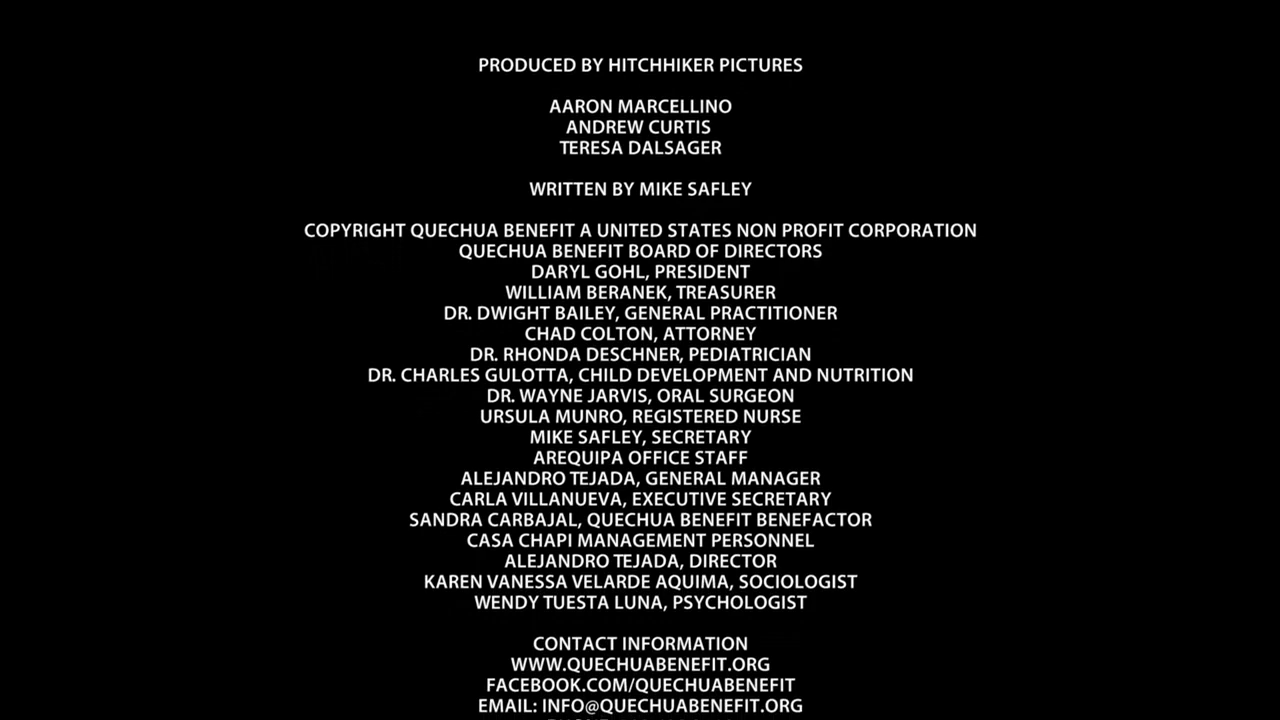 PRODUCED BY HITCHHIKER PICTURES
AARON MARCELLINO
ANDREW CURTIS
TERESA DALSAGER
WRITTEN BY MIKE SAFLEY
COPYRIGHT QUECHUA BENEFIT A UNITED STATES NON PROFIT CORPORATION
QUECHUA BENEFIT BOARD OF DIRECTORS
DARYL GOHL, PRESIDENT
WILLIAM BERANEK, TREASURER
DR. DWIGHT BAILEY, GENERAL PRACTITIONER
CHAD COLTON, ATTORNEY
DR. RHONDA DESCHNER, PEDIATRICIAN
DR. CHARLES GULOTTA, CHILD DEVELOPMENT AND NUTRITION
DR. WAYNE JARVIS, ORAL SURGEON
URSULA MUNRO, REGISTERED NURSE
MIKE SAFLEY, SECRETARY
AREQUIPA OFFICE STAFF
ALEJANDRO TEJADA, GENERAL MANAGER
CARLA VILLANUEVA, EXECUTIVE SECRETARY
SANDRA CARBAJAL, QUECHUA BENEFIT BENEFACTOR
CASA CHAPI MANAGEMENT PERSONNEL
ALEJANDRO TEJADA, DIRECTOR
KAREN VANESSA VELARDE AQUIMA, SOCIOLOGIST
WENDY TUESTA LUNA, PSYCHOLOGIST
CONTACT INFORMATION
WWW.QUECHUABENEFIT.ORG
FACEBOOK.COM/QUECHUABENEFIT
EMAIL: INFO@QUECHUABENEFIT.ORG